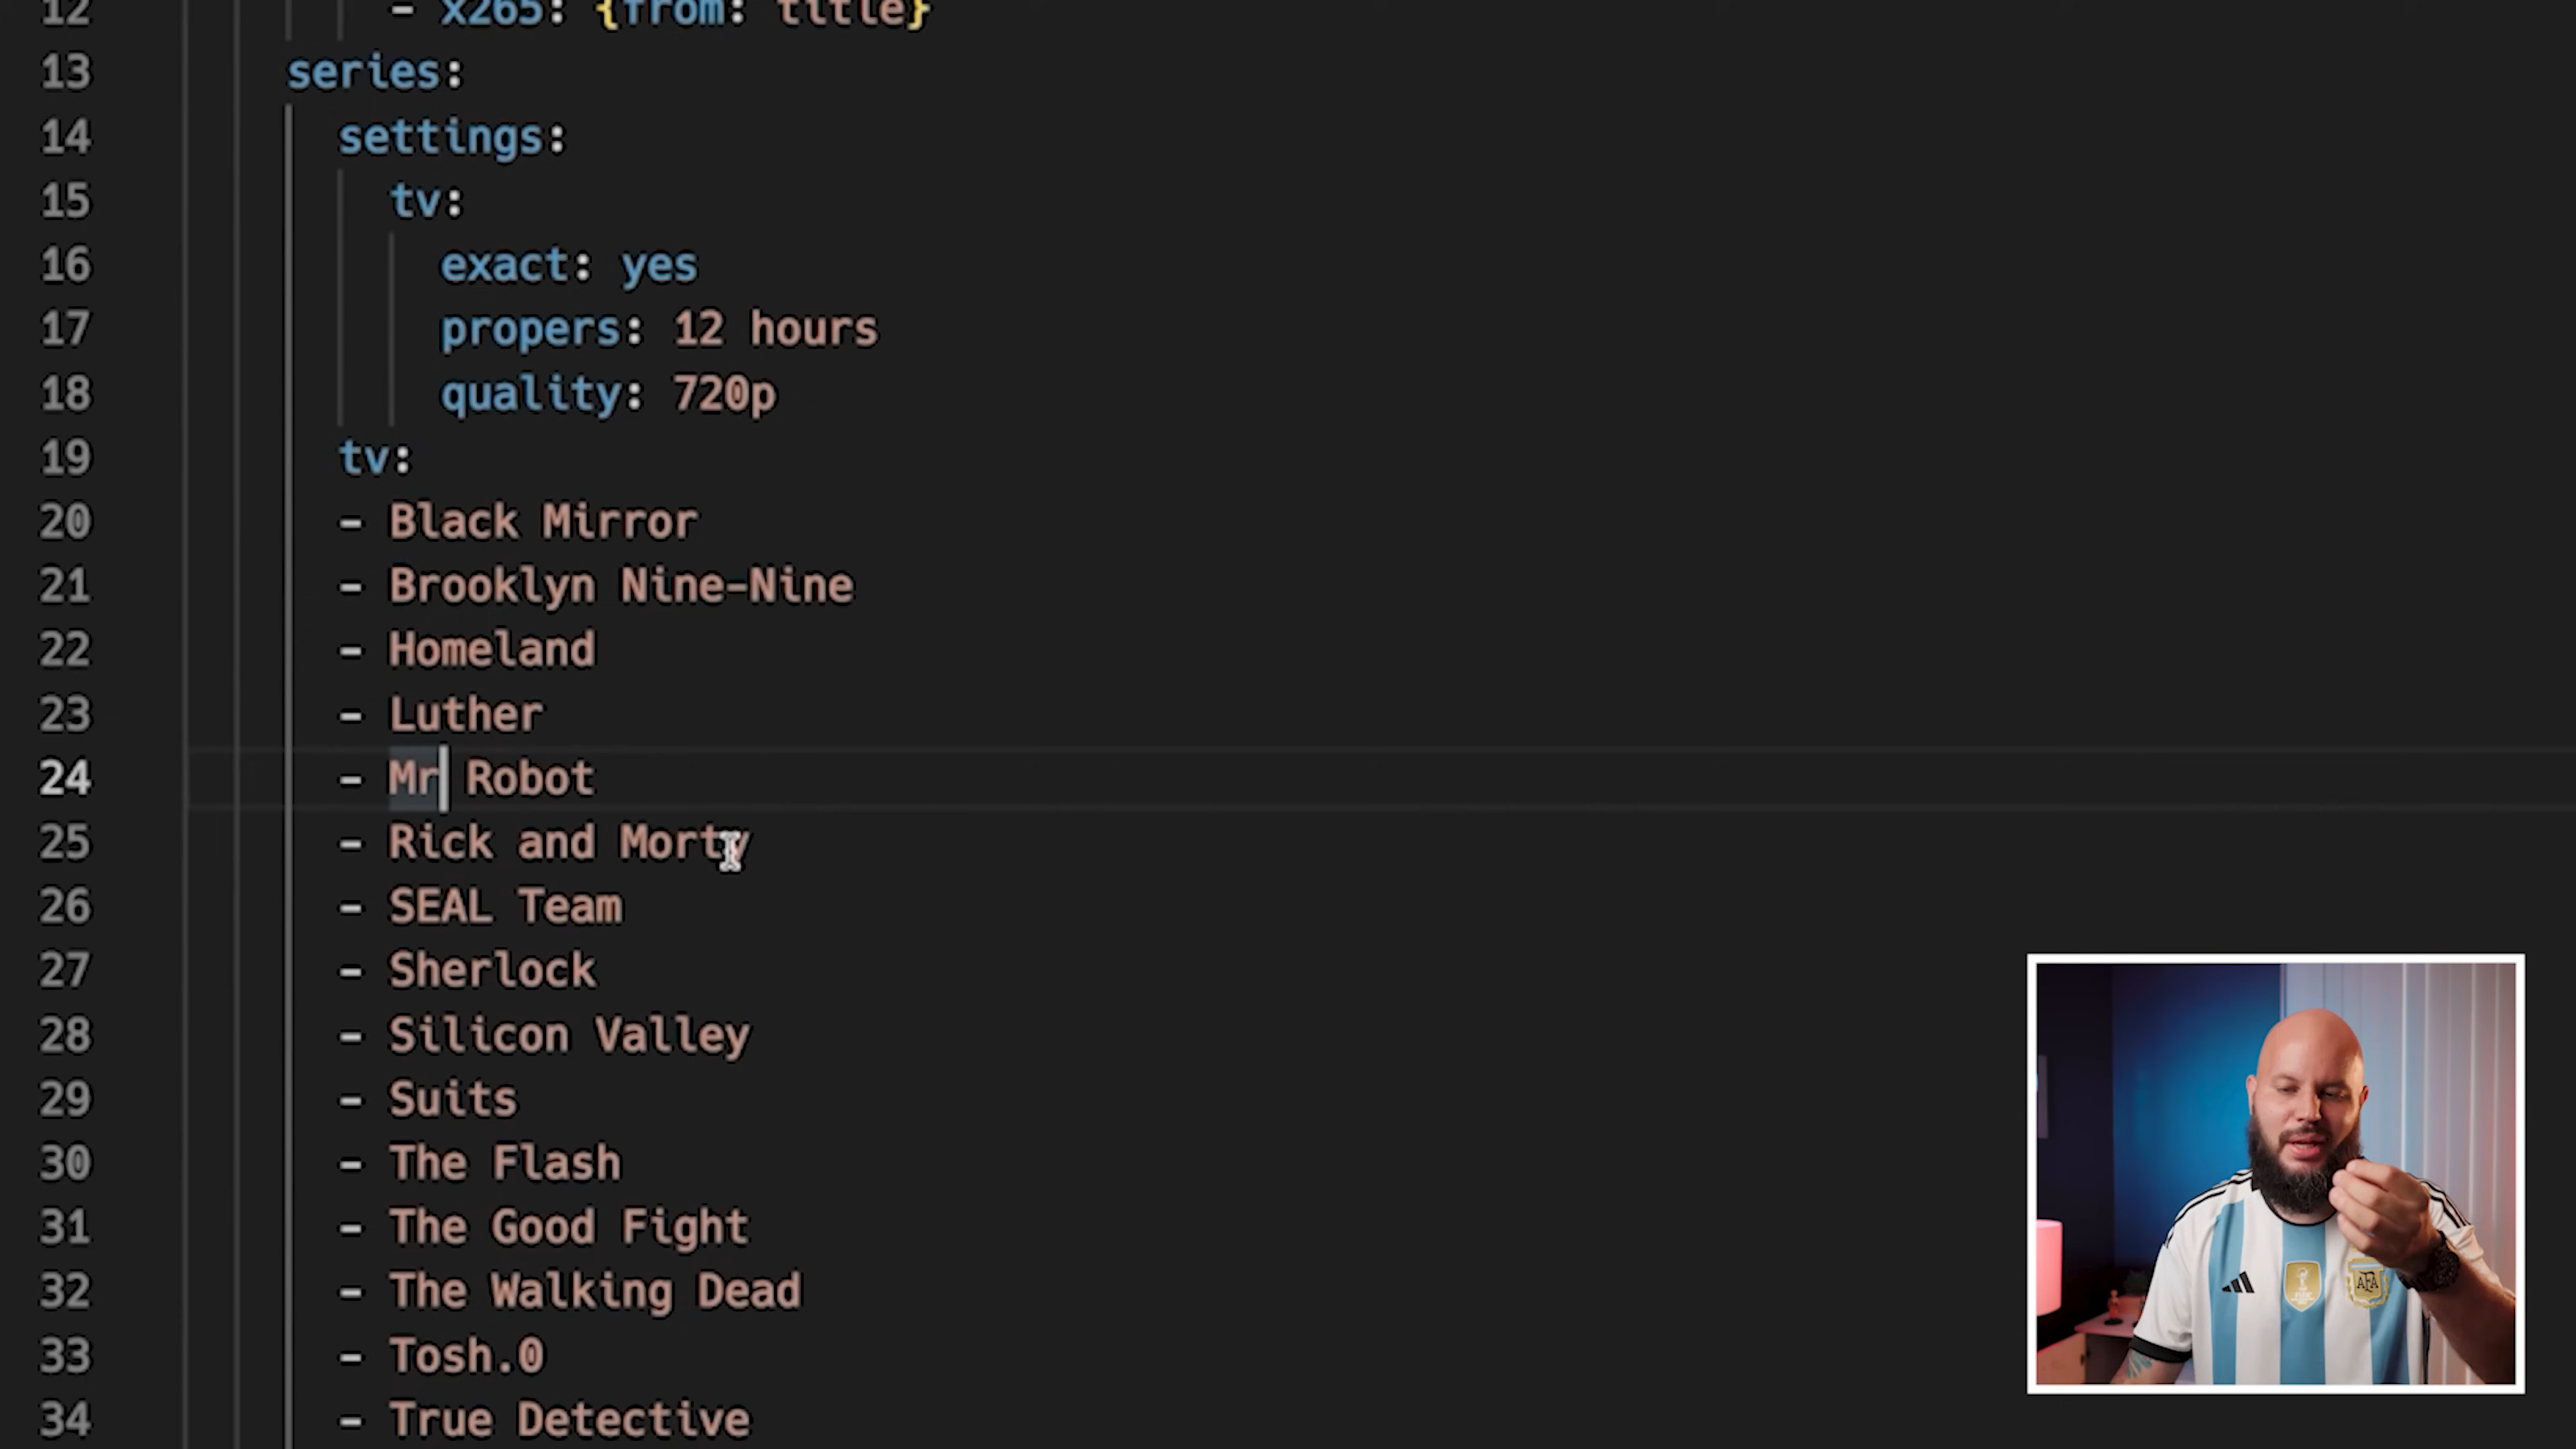 12 - x265: {from: title}
13 series:
14 settings:
15 tv:
16 exact: yes
17 propers: 12 hours
18 quality: 720p
19 tv:
20 - Black Mirror
21 - Brooklyn Nine-Nine
22 - Homeland
23 - Luther
24 - Mr Robot
25 - Rick and Morty
26 - SEAL Team
27 - Sherlock
28 - Silicon Valley
29 - Suits
30 - The Flash
31 - The Good Fight
32 - The Walking Dead
33 - Tosh.0
34 - True Detective
AFA